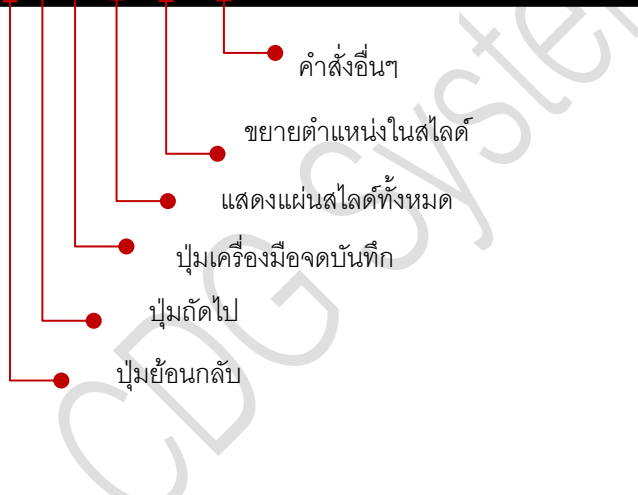 คำสั่งอื่นๆ
ขยายตำแหน่งในสไลด์
แสดงแผ่นสไลด์ทั้งหมด
ปุ่มเครื่องมือจดบันทึก
ปุ่มถัดไป
ปุ่มย้อนกลับ
CDG Syste